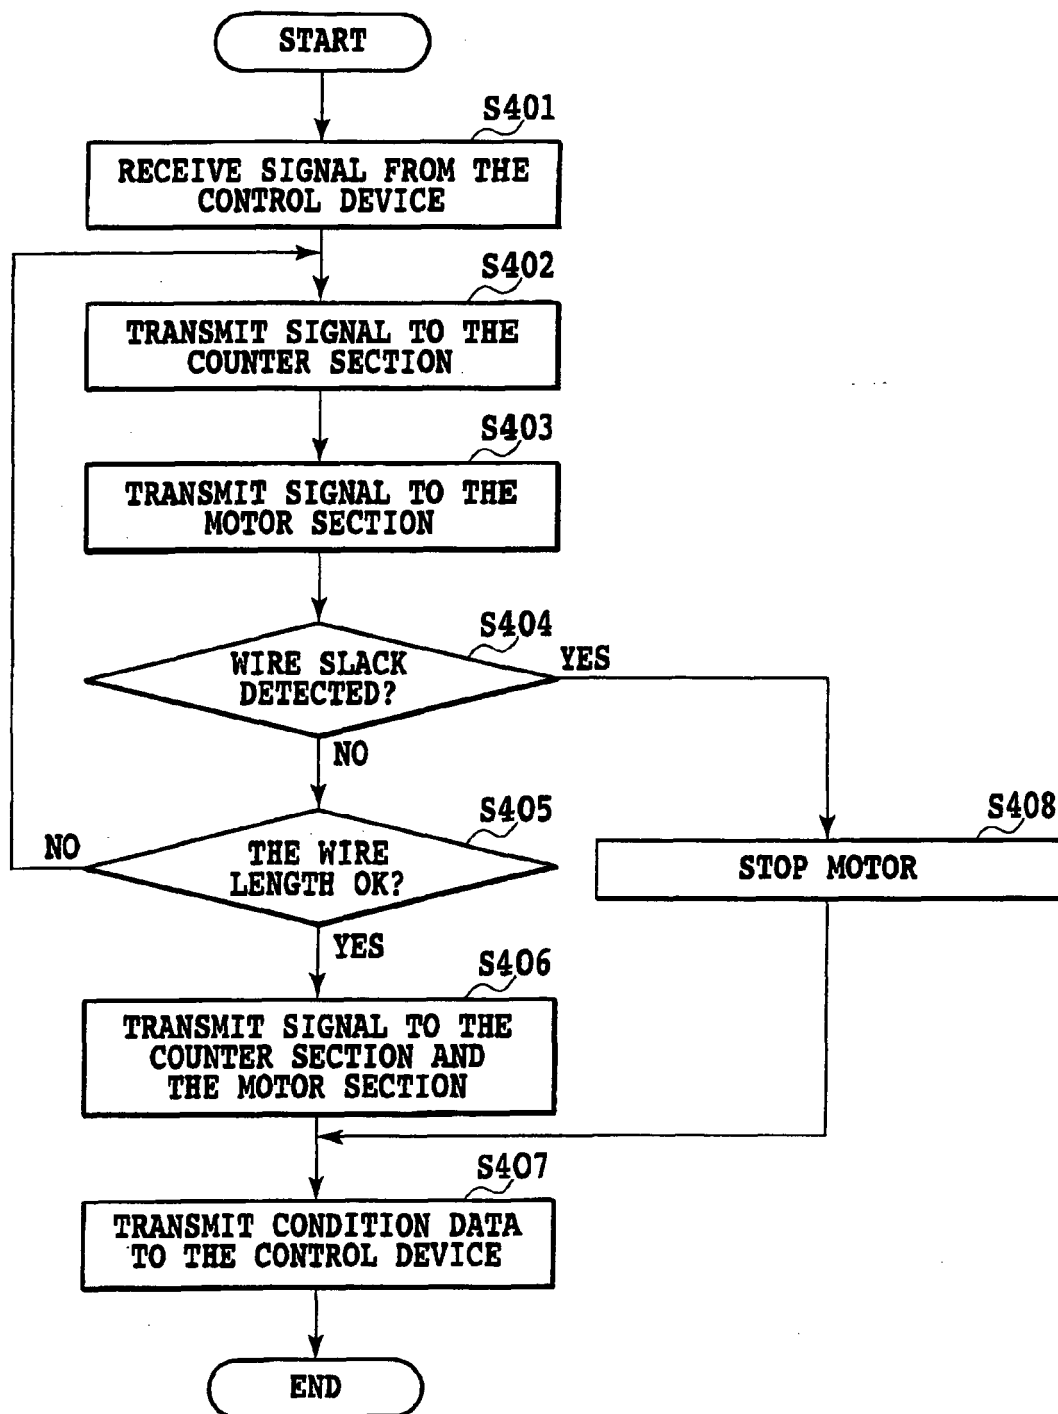 START
S401
RECEIVE SIGNAL FROM THE
CONTROL DEVICE
S402
TRANSMIT SIGNAL TO THE
COUNTER SECTION
S403
TRANSMIT SIGNAL TO THE
MOTOR SECTION
S404
WIRE SLACK
DETECTED?
YES
NO
S405
THE WIRE
LENGTH OK?
NO
YES
S408
STOP MOTOR
S406
TRANSMIT SIGNAL TO THE
COUNTER SECTION AND
THE MOTOR SECTION
S407
TRANSMIT CONDITION DATA
TO THE CONTROL DEVICE
END